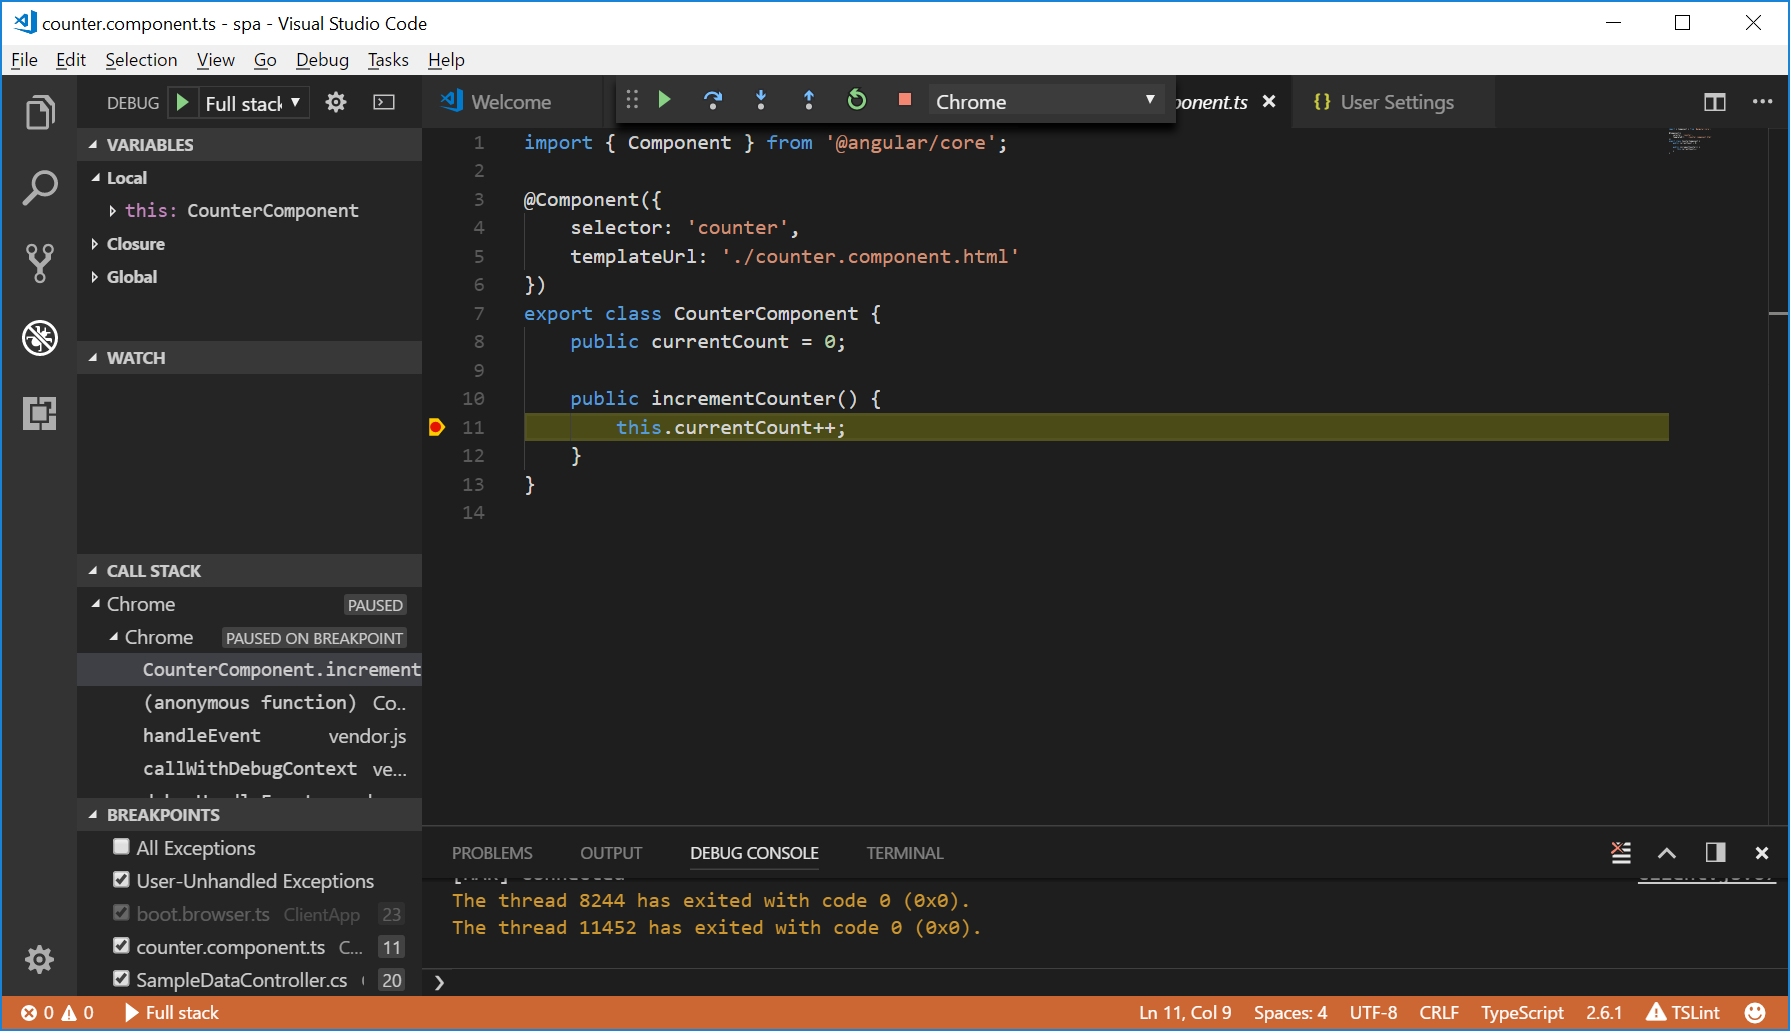 counter.component.ts - spa - Visual Studio Code
File Edit Selection View Go Debug Tasks Help
DEBUG Full stack
Welcome
Chrome
ponent.ts
{} User Settings
VARIABLES
Local
this: CounterComponent
Closure
Global
WATCH
CALL STACK
Chrome PAUSED
Chrome PAUSED ON BREAKPOINT
CounterComponent.increment
(anonymous function) Co..
handleEvent vendor.js
callWithDebugContext ve...
BREAKPOINTS
All Exceptions
User-Unhandled Exceptions
boot.browser.ts ClientApp 23
counter.component.ts C... 11
SampleDataController.cs 20
1 import { Component } from '@angular/core';
2
3 @Component({
4 selector: 'counter',
5 templateUrl: './counter.component.html'
6 })
7 export class CounterComponent {
8 public currentCount = 0;
9
10 public incrementCounter() {
11 this.currentCount++;
12 }
13 }
14
PROBLEMS OUTPUT DEBUG CONSOLE TERMINAL
The thread 8244 has exited with code 0 (0x0).
The thread 11452 has exited with code 0 (0x0).
0 0 Full stack
Ln 11, Col 9 Spaces: 4 UTF-8 CRLF TypeScript 2.6.1 TSLint